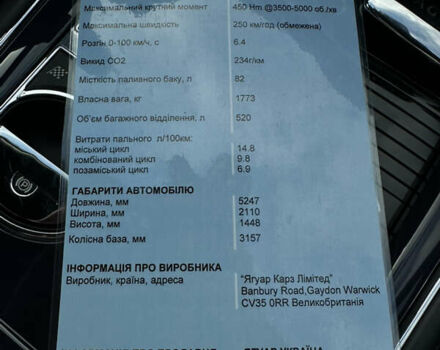 Максимальний крутний момент 450 Нm @3500-5000 об./хв
Максимальна швидкість 250 км/год (обмежена)
Розгін 0-100 км/ч, с 6.4
Викид СО2 234г/км
Місткість паливного баку, л 82
Власна вага, кг 1773
Об'єм багажного відділення, л 520
Витрати пального л/100км:
міський цикл 14.8
комбінований цикл 9.8
позаміський цикл 6.9
ГАБАРИТИ АВТОМОБІЛЮ
Довжина, мм 5247
Ширина, мм 2110
Висота, мм 1448
Колісна база, мм 3157
ІНФОРМАЦІЯ ПРО ВИРОБНИКА
Виробник, країна, адреса "Ягуар Карз Лімітед"
Banbury Road,Gaydon Warwick
CV35 0RR Великобританія